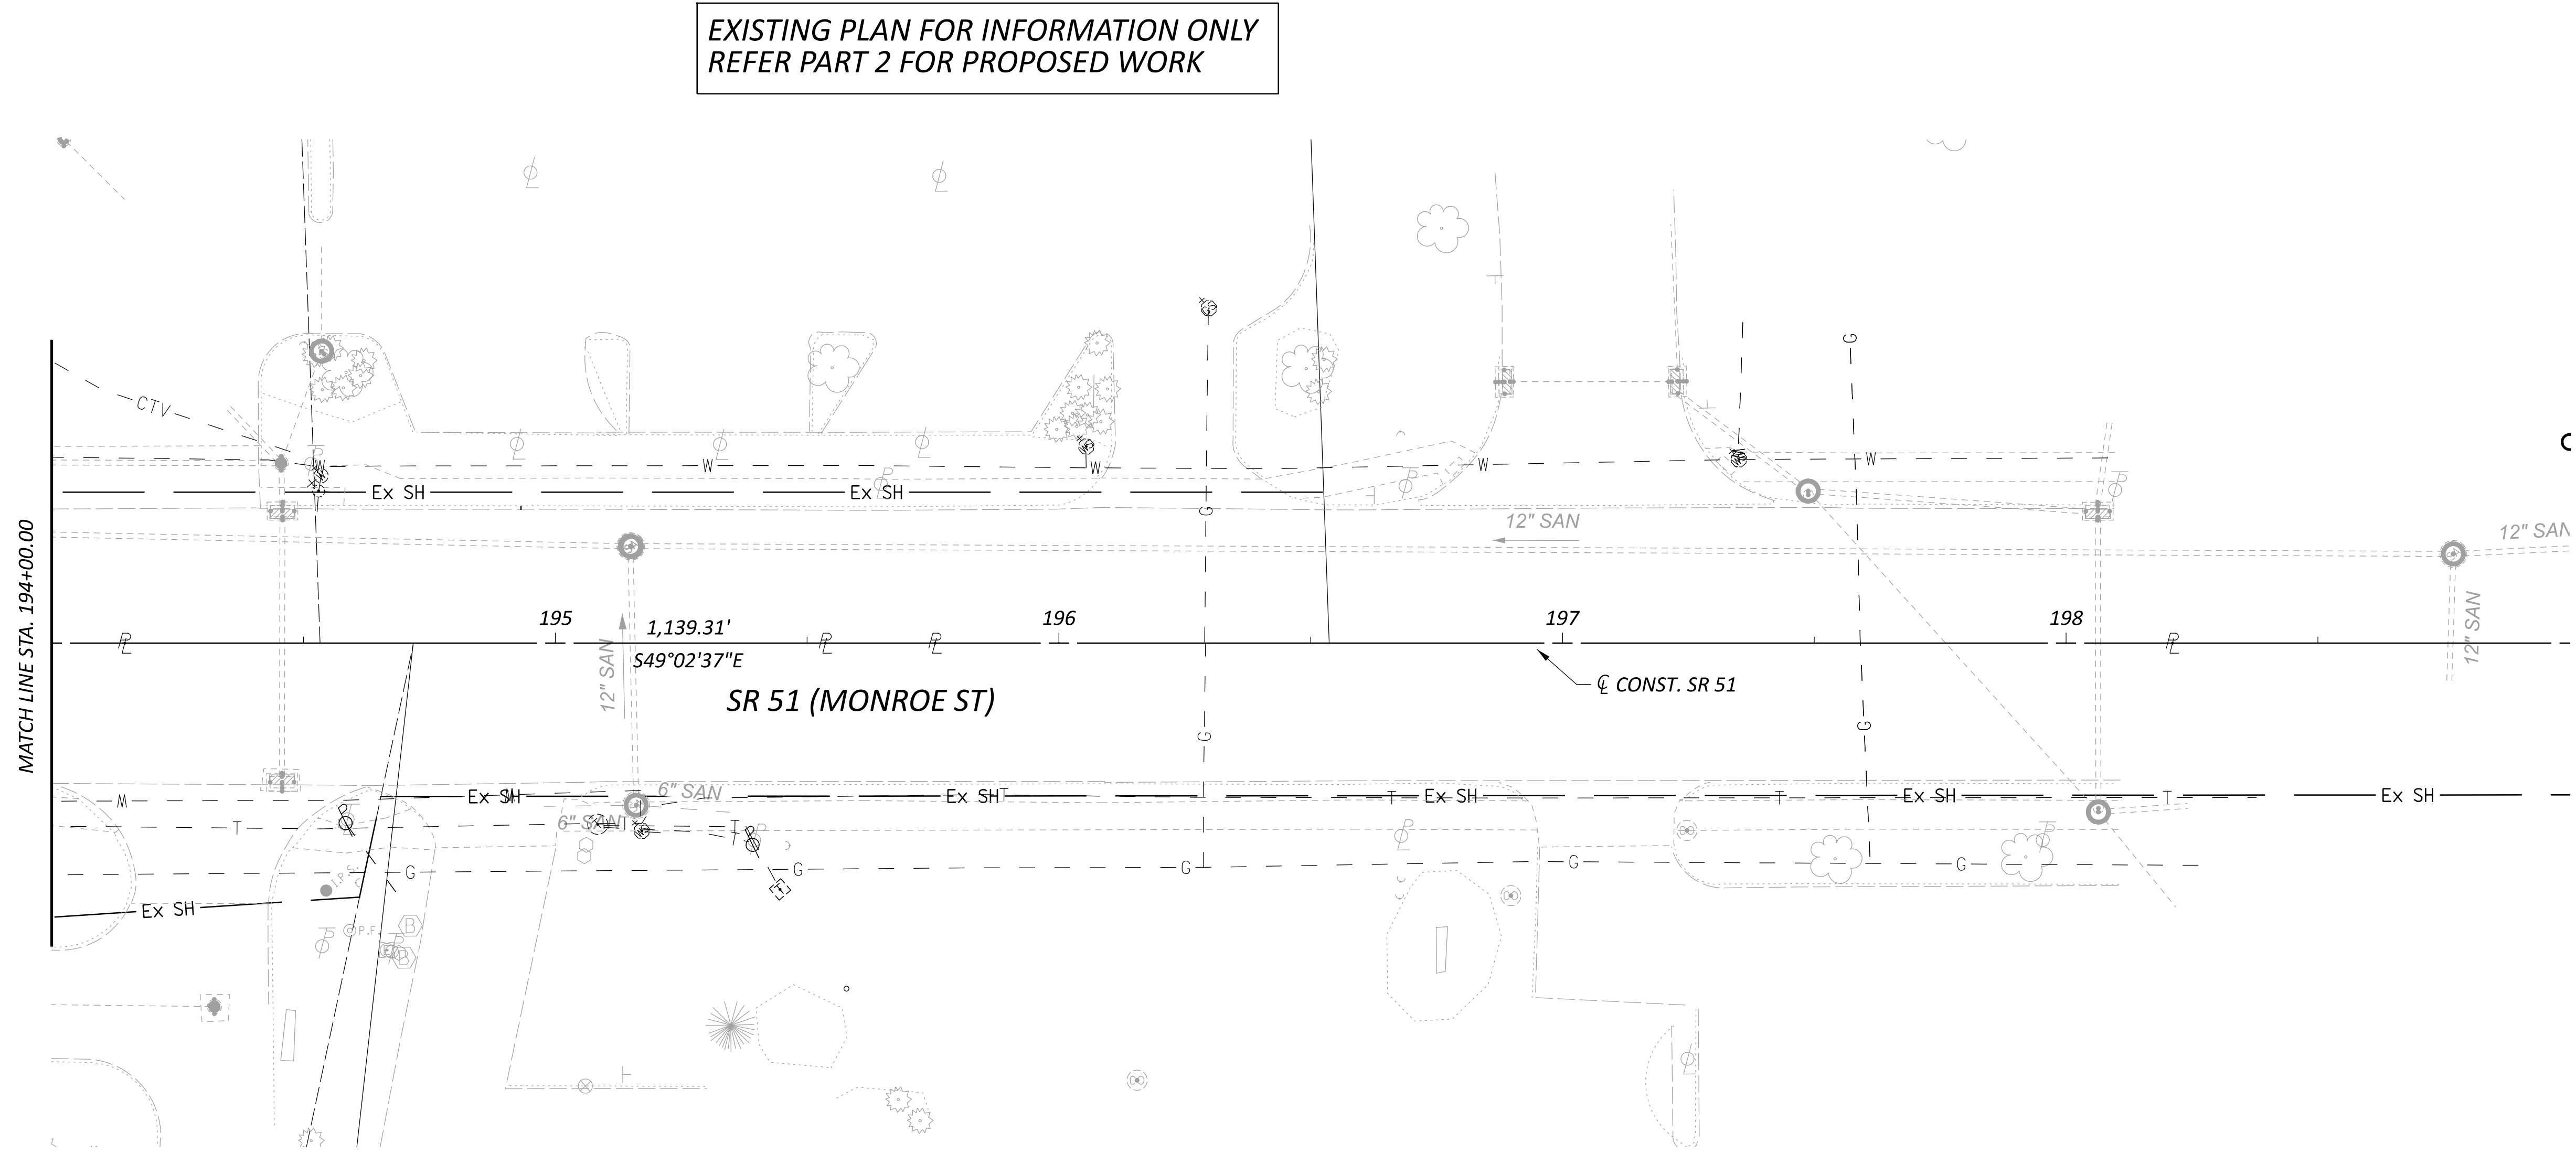 EXISTING PLAN FOR INFORMATION ONLY
REFER PART 2 FOR PROPOSED WORK
G
CTV
W
W
W
W
W
Ex SH
Ex SH
G
12" SAN
12" SAN
MATCH LINE STA. 194+00.00
195
196
197
198
1,139.31'
S49°02'37"E
12" SAN
12" SAN
SR 51 (MONROE ST)
℄ CONST. SR 51
G
G
6" SAN
W
Ex SH
Ex SH
T
T
Ex SH
T
Ex SH
T
Ex SH
T
6" SAN
T
T
G
G
G
G
G
I.P.S.
Ex SH
P.F.
B
B